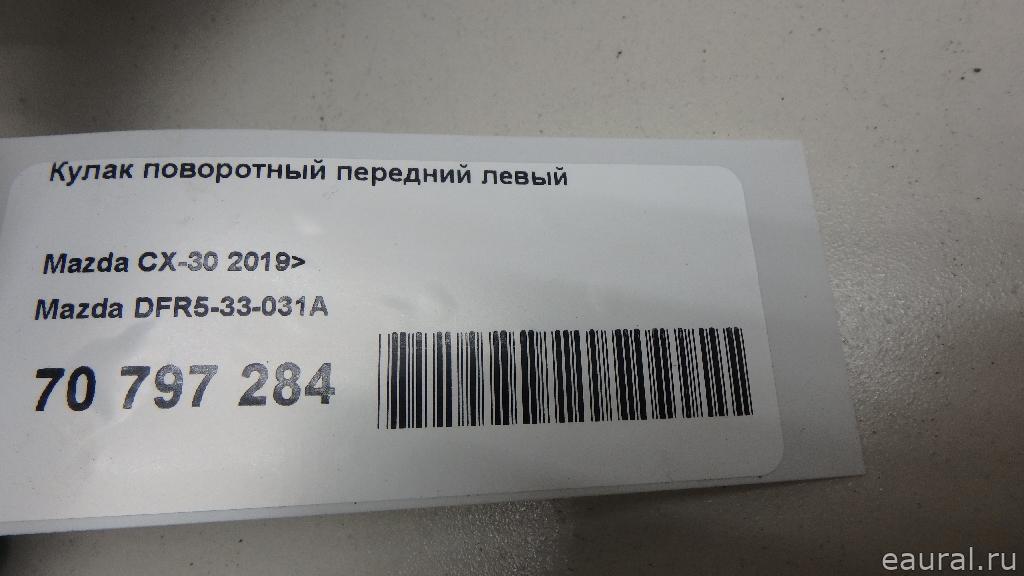 Кулак поворотный передний левый
Mazda CX-30 2019>
Mazda DFR5-33-031A
70 797 284
eaural.ru